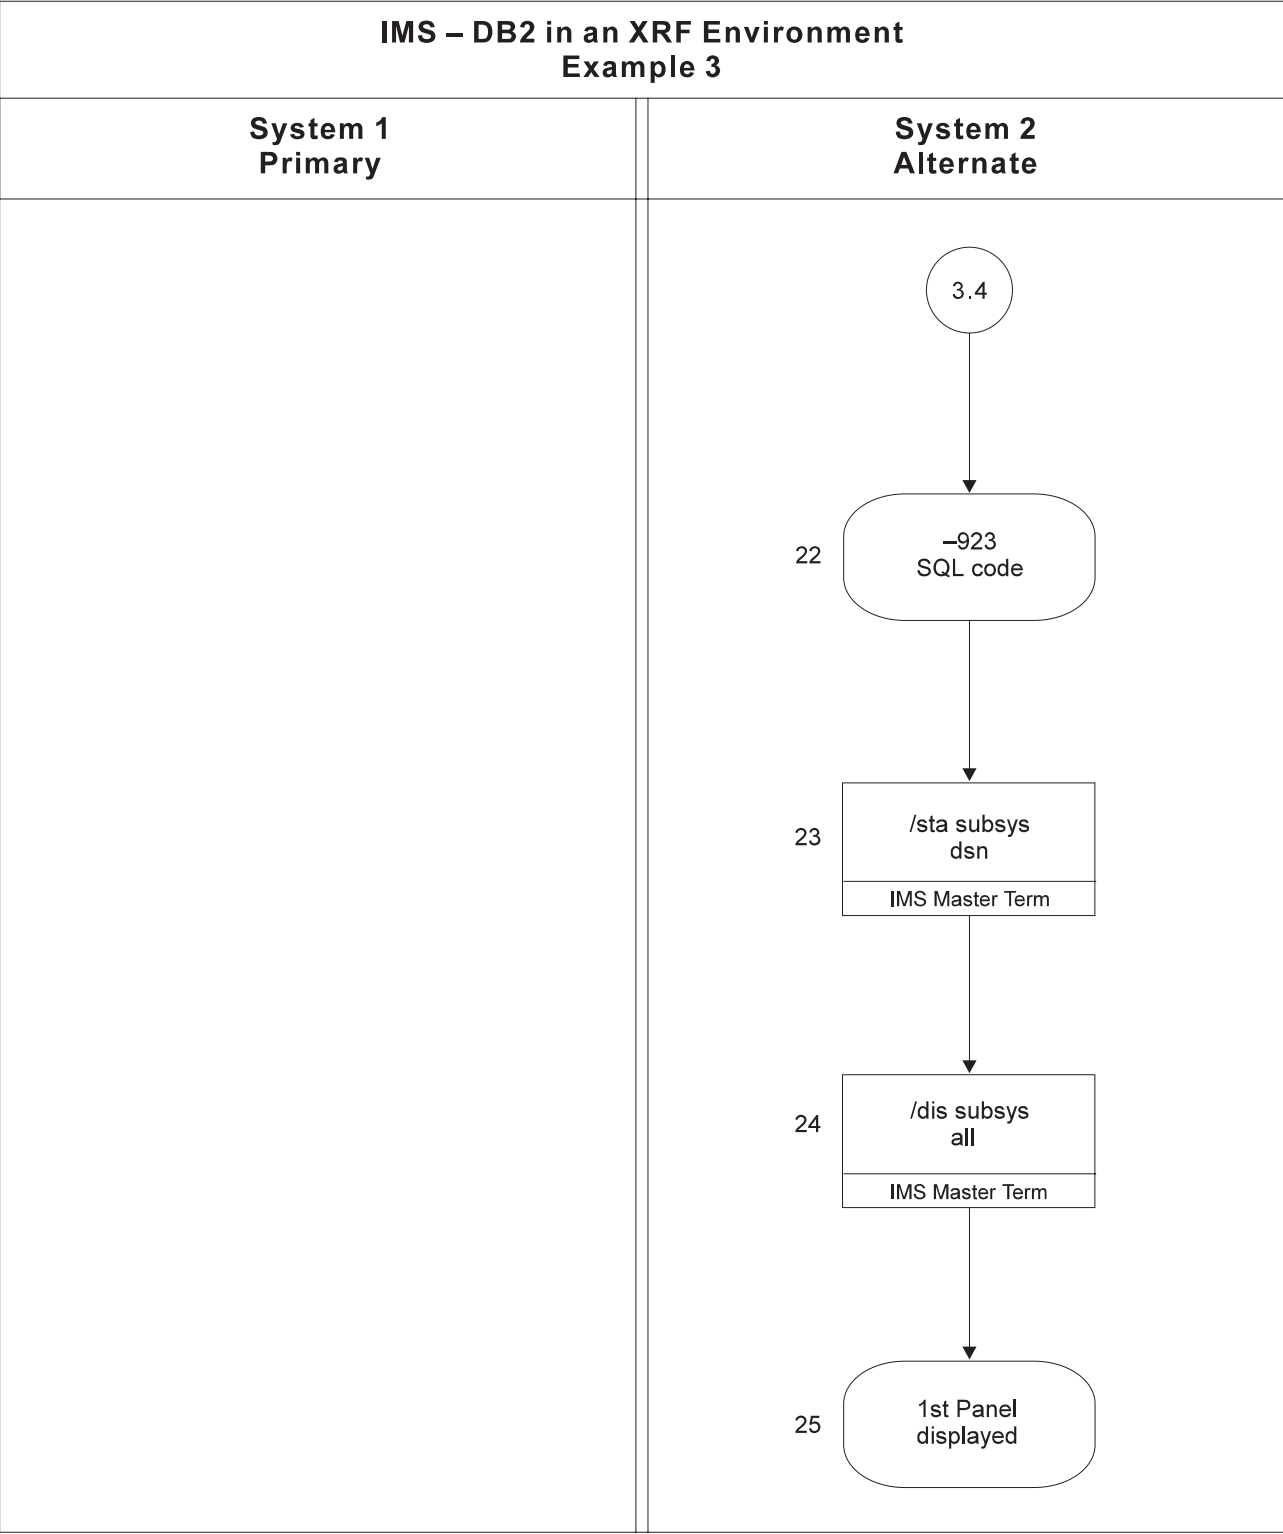 IMS – DB2 in an XRF Environment
Example 3
System 1
Primary
System 2
Alternate
3.4
22
–923
SQL code
23
/sta subsys
dsn
IMS Master Term
24
/dis subsys
all
IMS Master Term
25
1st Panel
displayed